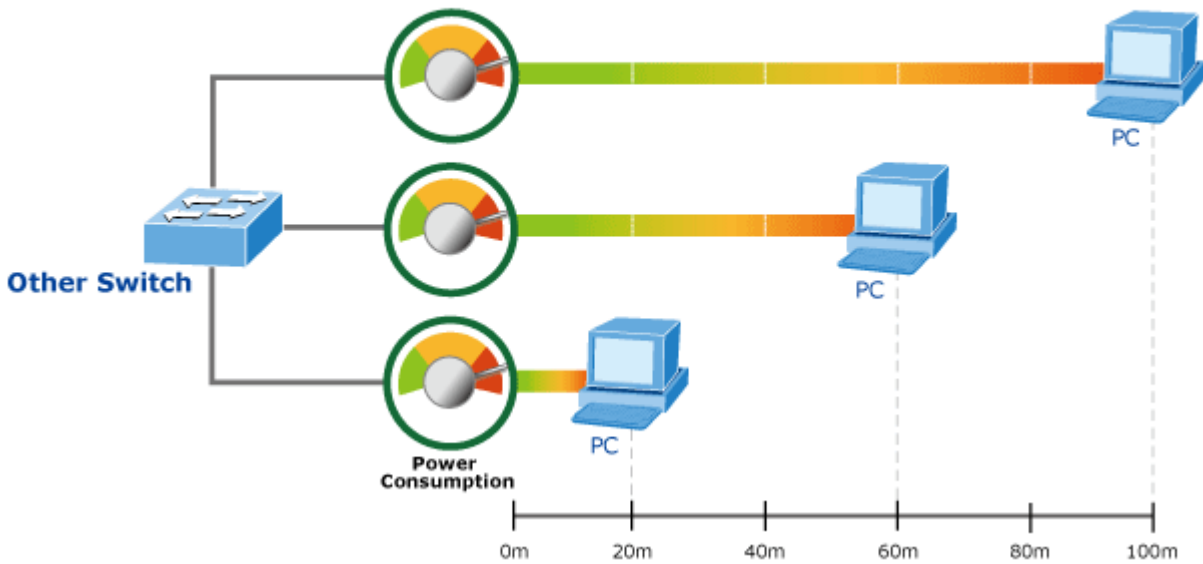 PC
Other Switch
PC
PC
Power
Consumption
0m 20m 40m 60m 80m 100m